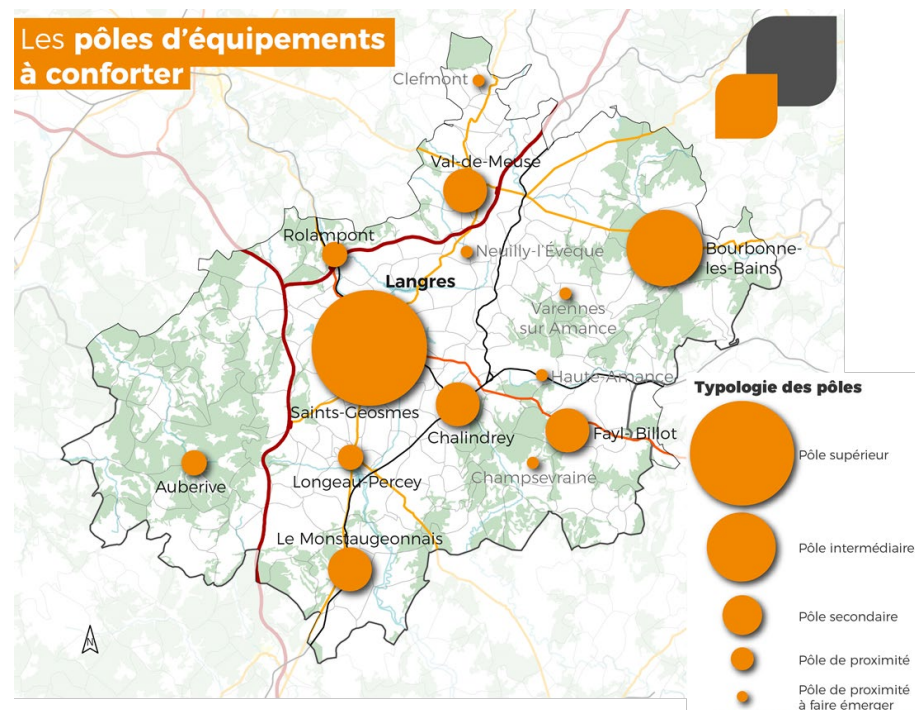 Les pôles d'équipements
à conforter
Clefmont
Val-de-Meuse
Rolampont
Neuilly-l'Évêque
Bourbonne-
les-Bains
Langres
Varennes
sur Amance
Haute-Amance
Typologie des pôles
Saints-Geosmes
Chalindrey
Fayl-Billot
Pôle supérieur
Auberive
Longeau-Percey
Champsevraine
Le Monstaugeonnais
Pôle intermédiaire
Pôle secondaire
N
Pôle de proximité
Pôle de proximité
à faire émerger